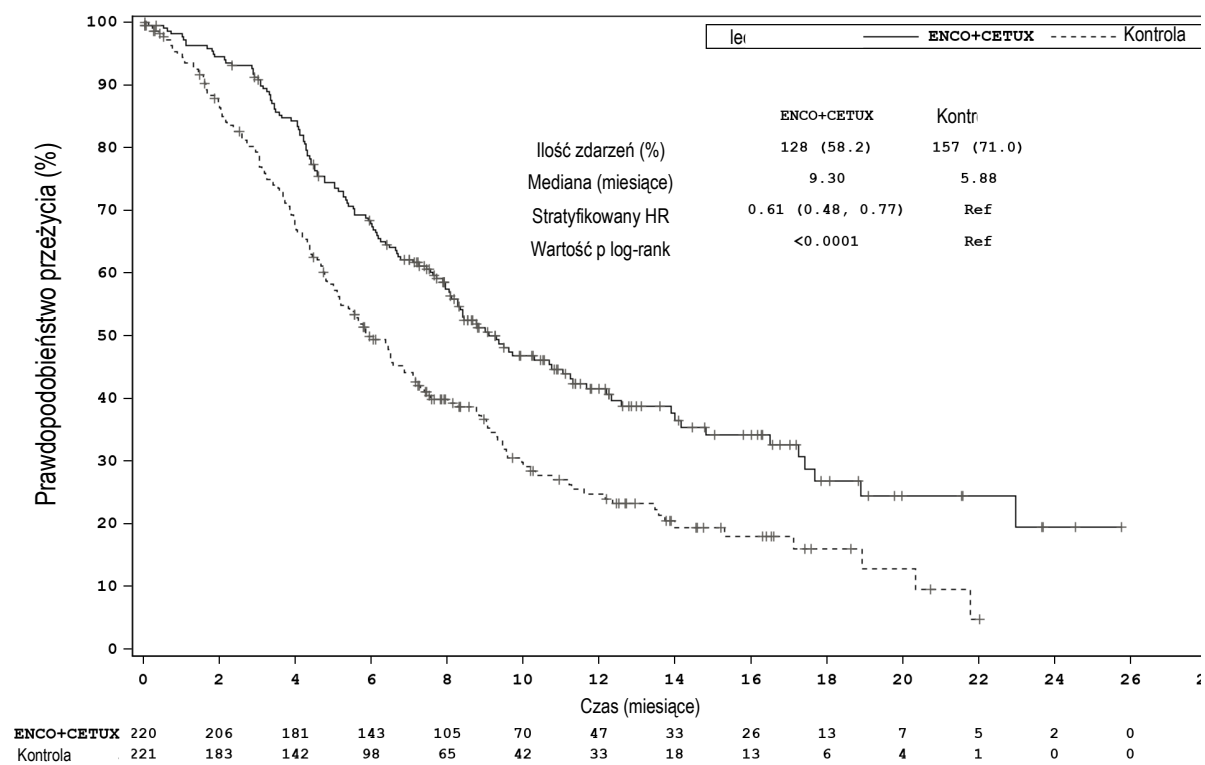 lec ENCO+CETUX Kontrola
ENCO+CETUX Kontr
Ilość zdarzeń (%) 128 (58.2) 157 (71.0)
Mediana (miesiące) 9.30 5.88
Stratyfikowany HR 0.61 (0.48, 0.77) Ref
Wartość p log-rank <0.0001 Ref
Prawdopodobieństwo przeżycia (%)
100
90
80
70
60
50
40
30
20
10
0
0 2 4 6 8 10 12 14 16 18 20 22 24 26 2
Czas (miesiące)
ENCO+CETUX 220 206 181 143 105 70 47 33 26 13 7 5 2 0
Kontrola 221 183 142 98 65 42 33 18 13 6 4 1 0 0